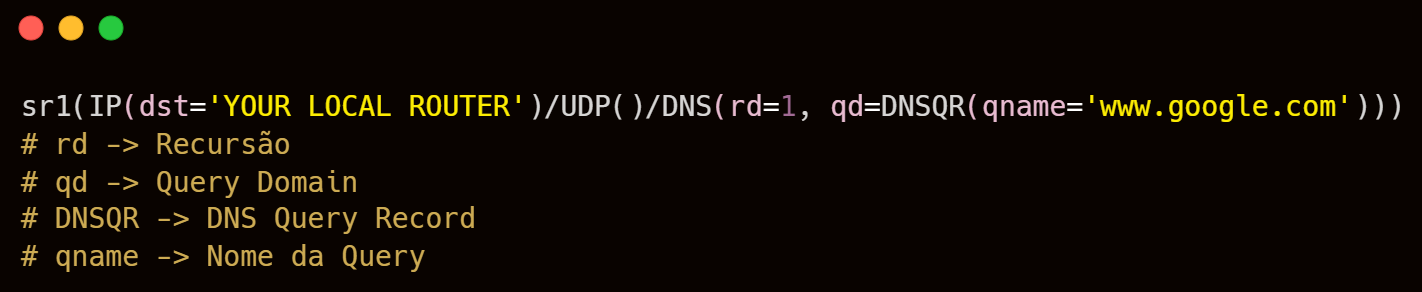 sr1(IP(dst='YOUR LOCAL ROUTER')/UDP()/DNS(rd=1, qd=DNSQR(qname='www.google.com')))
# rd -> Recursão
# qd -> Query Domain
# DNSQR -> DNS Query Record
# qname -> Nome da Query